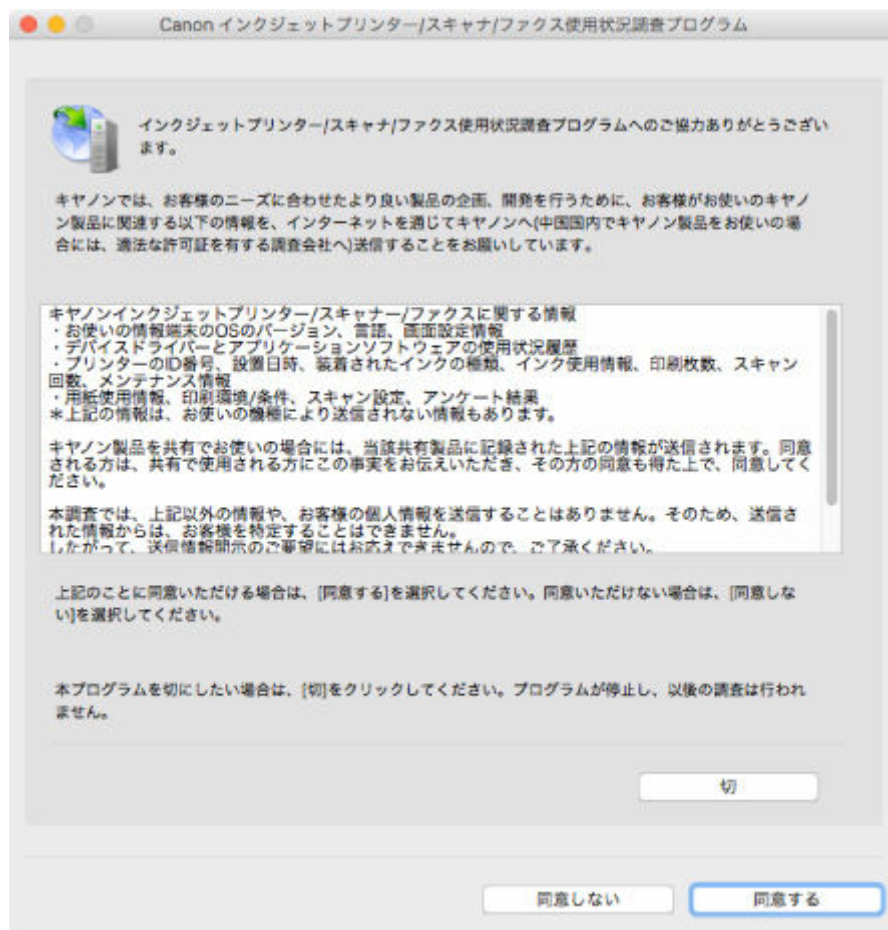 Canon インクジェットプリンター/スキャナ/ファクス使用状況調査プログラム
インクジェットプリンター/スキャナ/ファクス使用状況調査プログラムへのご協力ありがとうござい
ます。
キヤノンでは、お客様のニーズに合わせたより良い製品の企画、開発を行うために、お客様がお使いのキヤノ
ン製品に関連する以下の情報を、インターネットを通じてキヤノンへ(中国国内でキヤノン製品をお使いの場
合には、適法な許可証を有する調査会社へ)送信することをお願いしています。
キヤノンインクジェットプリンター/スキャナー/ファクスに関する情報
・お使いの情報端末のOSのバージョン、言語、画面設定情報
・デバイスドライバーとアプリケーションソフトウェアの使用状況履歴
・プリンターのID番号、設置日時、装着されたインクの種類、インク使用情報、印刷枚数、スキャン
回数、メンテナンス情報
・用紙使用情報、印刷環境/条件、スキャン設定、アンケート結果
＊上記の情報は、お使いの機種により送信されない情報もあります。
キヤノン製品を共有でお使いの場合には、当該共有製品に記録された上記の情報が送信されます。同意
される方は、共有で使用される方にこの事実をお伝えいただき、その方の同意も得た上で、同意してく
ださい。
本調査では、上記以外の情報や、お客様の個人情報を送信することはありません。そのため、送信さ
れた情報からは、お客様を特定することはできません。
したがって、送信情報開示のご要望にはお応えできませんので、ご了承ください。
上記のことに同意いただける場合は、[同意する]を選択してください。同意いただけない場合は、[同意しな
い]を選択してください。
本プログラムを切にしたい場合は、[切]をクリックしてください。プログラムが停止し、以後の調査は行われ
ません。
切
同意しない
同意する